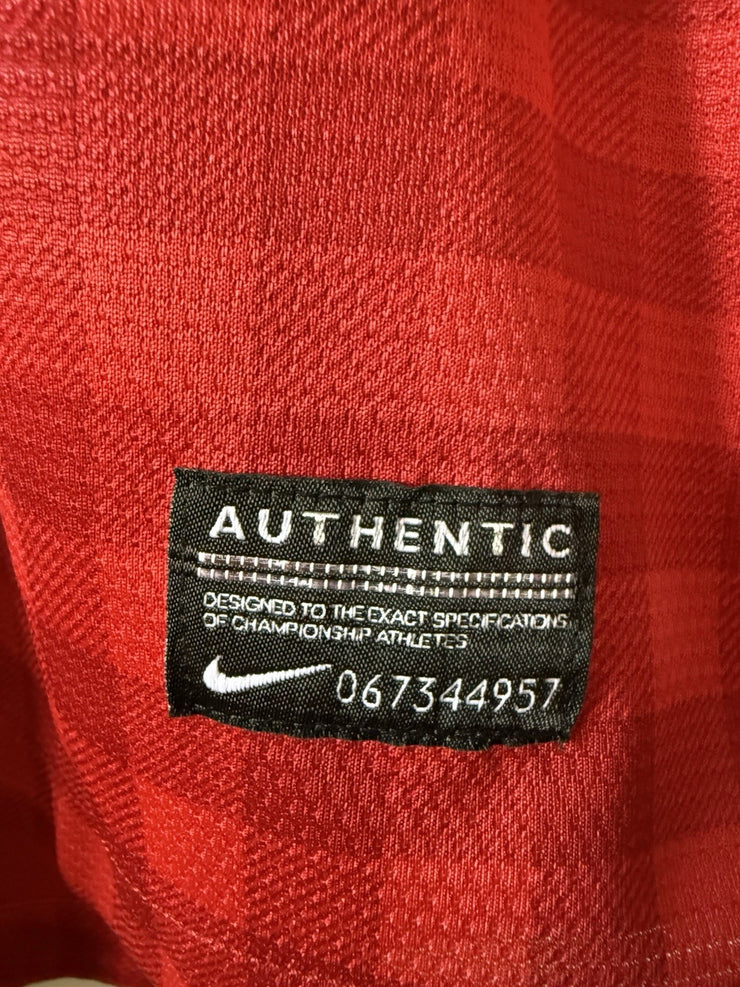 AUTHENTIC
DESIGNED TO THE EXACT SPECIFICATIONS
OF CHAMPIONSHIP ATHLETES
067344957